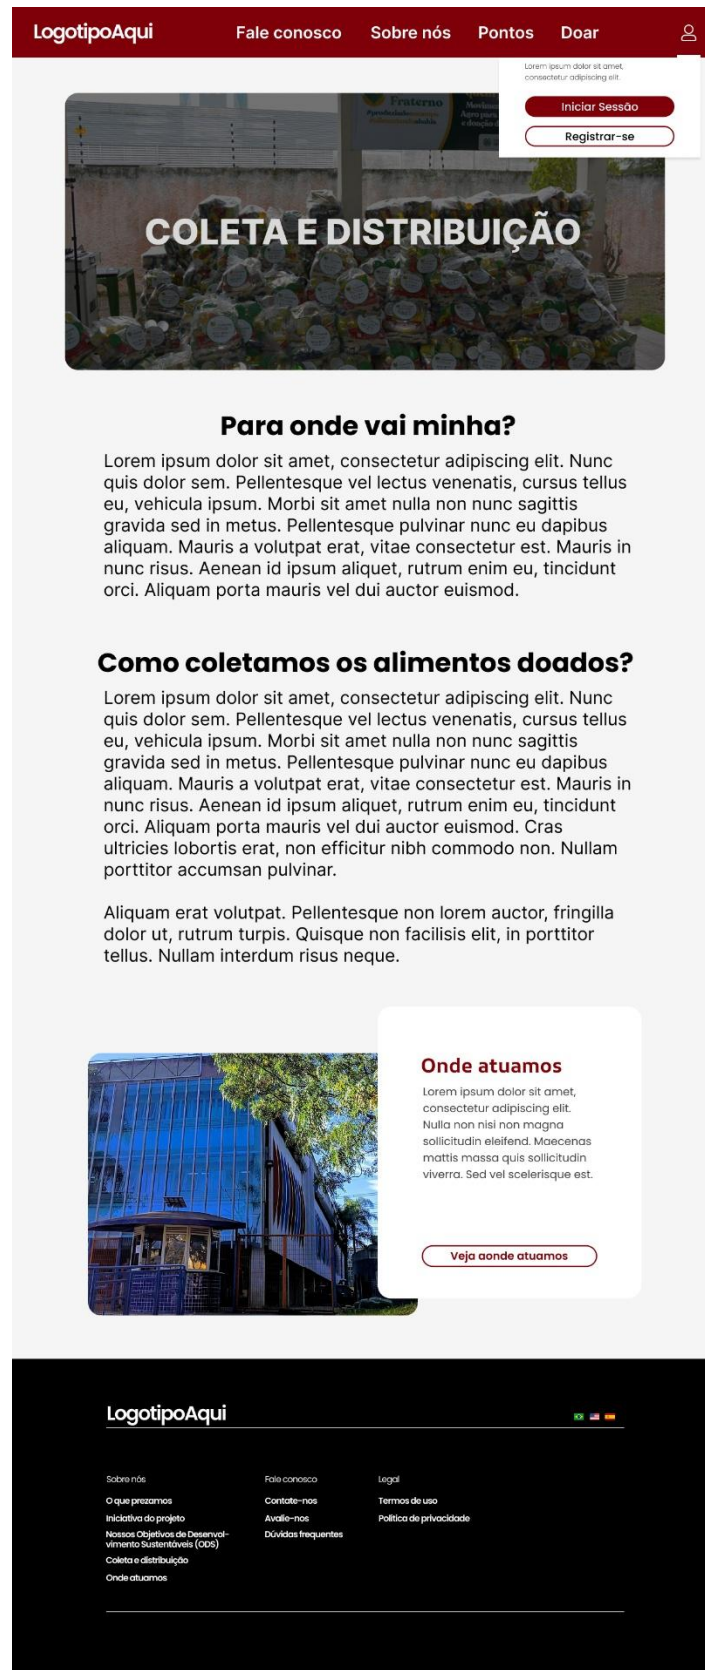 LogotipoAqui
Fale conosco
Sobre nós
Pontos
Doar
Lorem ipsum dolor sit amet,
consectetur adipiscing elit.
Iniciar Sessão
Registrar-se
Fraterno
COLETA E DISTRIBUIÇÃO
Para onde vai minha?
Lorem ipsum dolor sit amet, consectetur adipiscing elit. Nunc
quis dolor sem. Pellentesque vel lectus venenatis, cursus tellus
eu, vehicula ipsum. Morbi sit amet nulla non nunc sagittis
gravida sed in metus. Pellentesque pulvinar nunc eu dapibus
aliquam. Mauris a volutpat erat, vitae consectetur est. Mauris in
nunc risus. Aenean id ipsum aliquet, rutrum enim eu, tincidunt
orci. Aliquam porta mauris vel dui auctor euismod.
Como coletamos os alimentos doados?
Lorem ipsum dolor sit amet, consectetur adipiscing elit. Nunc
quis dolor sem. Pellentesque vel lectus venenatis, cursus tellus
eu, vehicula ipsum. Morbi sit amet nulla non nunc sagittis
gravida sed in metus. Pellentesque pulvinar nunc eu dapibus
aliquam. Mauris a volutpat erat, vitae consectetur est. Mauris in
nunc risus. Aenean id ipsum aliquet, rutrum enim eu, tincidunt
orci. Aliquam porta mauris vel dui auctor euismod. Cras
ultricies lobortis erat, non efficitur nibh commodo non. Nullam
porttitor accumsan pulvinar.
Aliquam erat volutpat. Pellentesque non lorem auctor, fringilla
dolor ut, rutrum turpis. Quisque non facilisis elit, in porttitor
tellus. Nullam interdum risus neque.
Onde atuamos
Lorem ipsum dolor sit amet,
consectetur adipiscing elit.
Nulla non nisi non magna
sollicitudin eleifend. Maecenas
mattis massa quis sollicitudin
viverra. Sed vel scelerisque est.
Veja aonde atuamos
LogotipoAqui
Sobre nós
O que prezamos
Iniciativa do projeto
Nossos Objetivos de Desenvol-
vimento Sustentáveis (ODS)
Coleta e distribuição
Onde atuamos
Fale conosco
Contate-nos
Avalie-nos
Dúvidas frequentes
Legal
Termos de uso
Política de privacidade